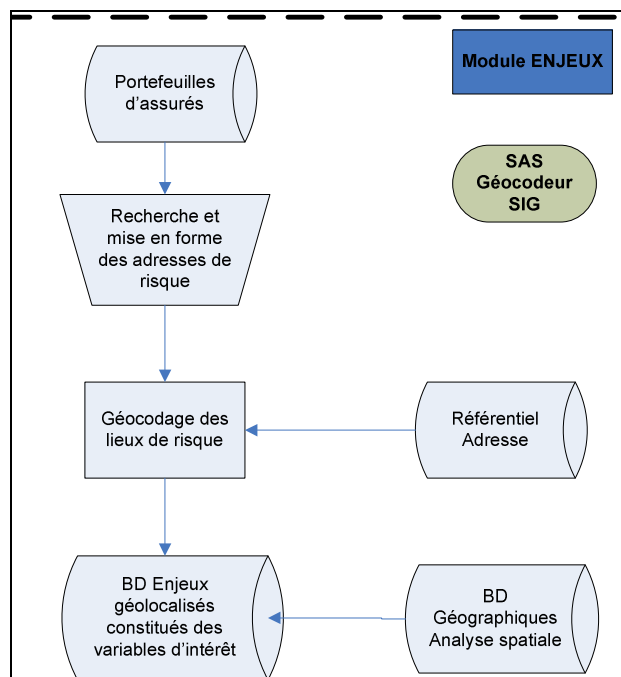 Portefeuilles
d'assurés
Module ENJEUX
SAS
Géocodeur
SIG
Recherche et
mise en forme
des adresses de
risque
Géocodage des
lieux de risque
Référentiel
Adresse
BD Enjeux
géolocalisés
constitués des
variables d'intérêt
BD
Géographiques
Analyse spatiale